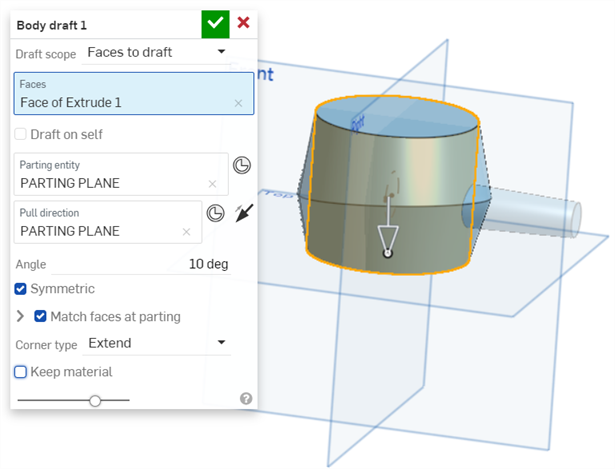 Body draft 1
Draft scope Faces to draft
Faces
Face of Extrude 1
Draft on self
Parting entity
PARTING PLANE
Pull direction
PARTING PLANE
Angle 10 deg
Symmetric
Match faces at parting
Corner type Extend
Keep material
?
nt
Top